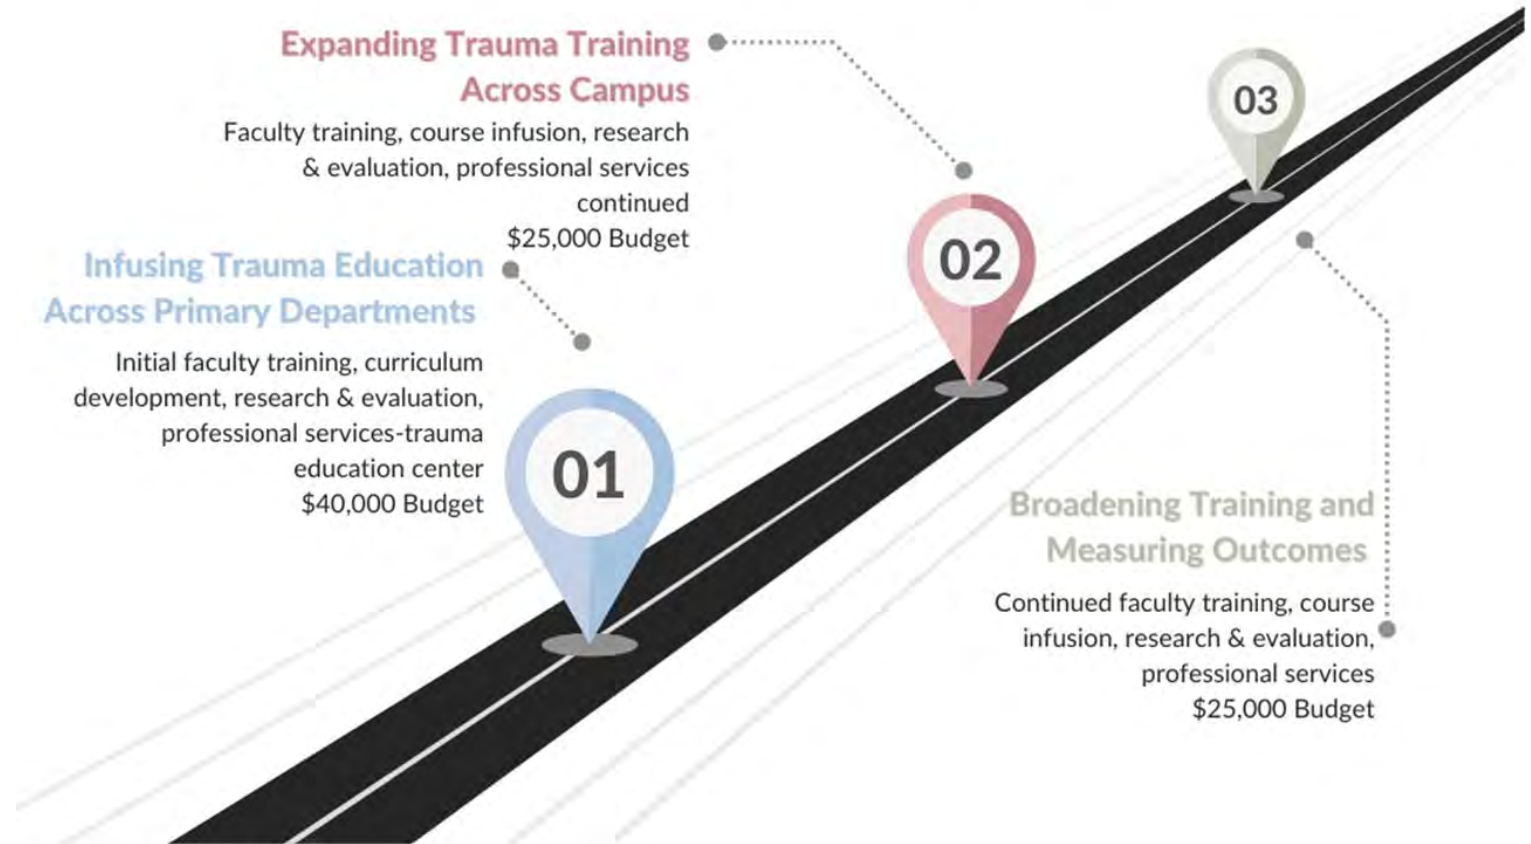 Expanding Trauma Training
Across Campus
Faculty training, course infusion, research
& evaluation, professional services
continued
$25,000 Budget
Infusing Trauma Education
Across Primary Departments
Initial faculty training, curriculum
development, research & evaluation,
professional services-trauma
education center
$40,000 Budget
01
02
03
Broadening Training and
Measuring Outcomes
Continued faculty training, course
infusion, research & evaluation,
professional services
$25,000 Budget